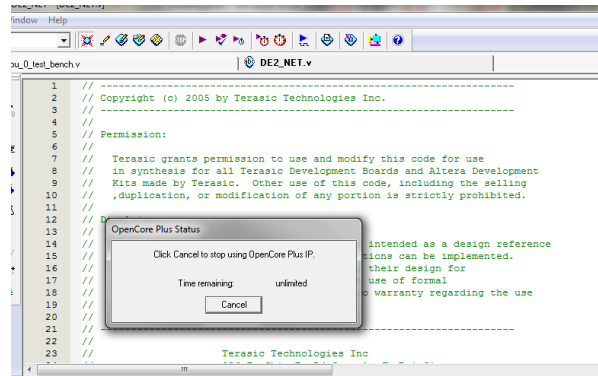 Window Help
DE2_NET.v
1 // --------------------------------------------------------------------
2 // Copyright (c) 2005 by Terasic Technologies Inc.
3 // --------------------------------------------------------------------
4 //
5 // Permission:
6 //
7 // Terasic grants permission to use and modify this code for use
8 // in synthesis for all Terasic Development Boards and Altera Development
9 // Kits made by Terasic. Other use of this code, including the selling
10 // ,duplication, or modification of any portion is strictly prohibited.
11 //
12 //
OpenCore Plus Status
13 //
14 // intended as a design reference
Click Cancel to stop using OpenCore Plus IP.
15 // can be implemented.
16 // their design for
17 // use of formal
Time remaining: unlimited
18 // warranty regarding the use
Cancel
19 //
20 //
21 // --------------------------------------------------------------------
22 //
23 // Terasic Technologies Inc